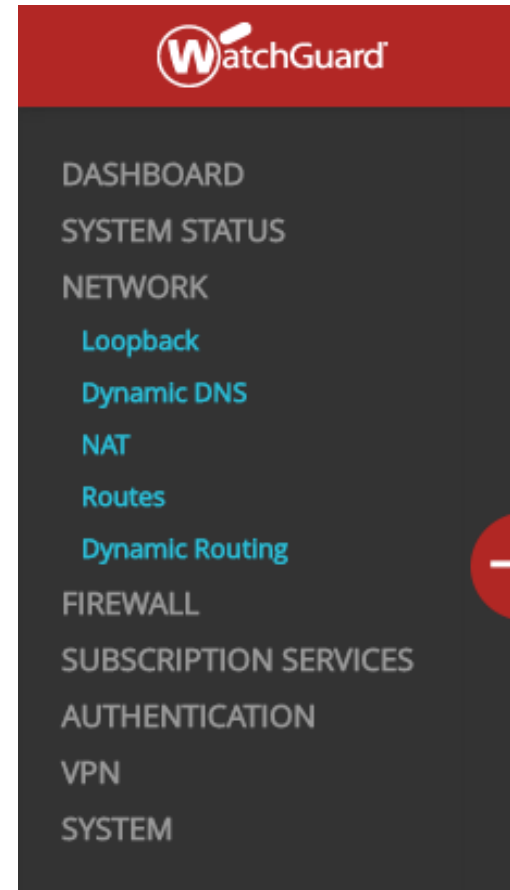 WatchGuard
DASHBOARD
SYSTEM STATUS
NETWORK
Loopback
Dynamic DNS
NAT
Routes
Dynamic Routing
FIREWALL
SUBSCRIPTION SERVICES
AUTHENTICATION
VPN
SYSTEM